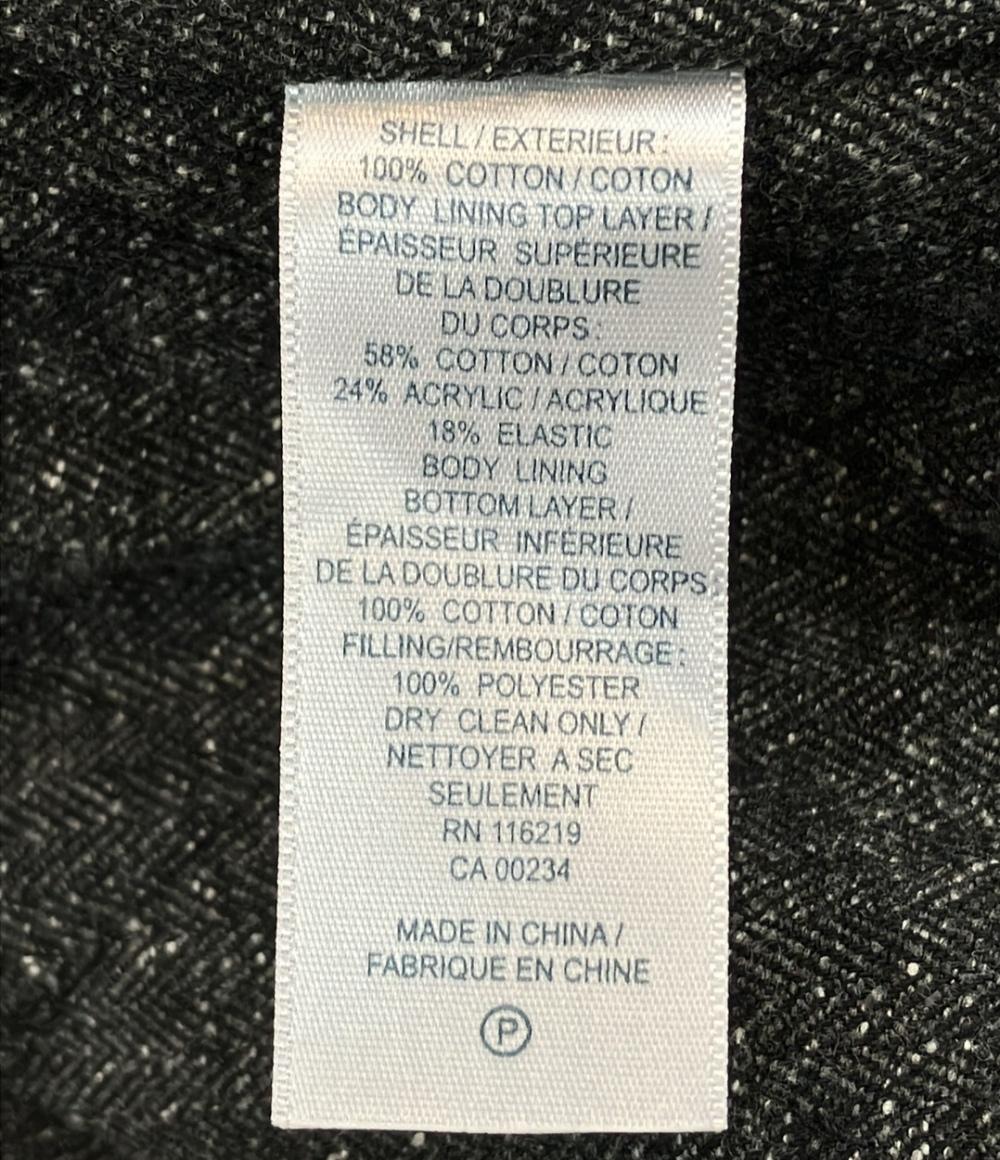 SHELL / EXTERIEUR :
100% COTTON / COTON
BODY LINING TOP LAYER /
ÉPAISSEUR SUPÉRIEURE
DE LA DOUBLURE
DU CORPS :
58% COTTON / COTON
24% ACRYLIC / ACRYLIQUE
18% ELASTIC
BODY LINING
BOTTOM LAYER /
ÉPAISSEUR INFÉRIEURE
DE LA DOUBLURE DU CORPS
100% COTTON / COTON
FILLING/REMBOURRAGE :
100% POLYESTER
DRY CLEAN ONLY /
NETTOYER A SEC
SEULEMENT
RN 116219
CA 00234
MADE IN CHINA /
FABRIQUE EN CHINE
P